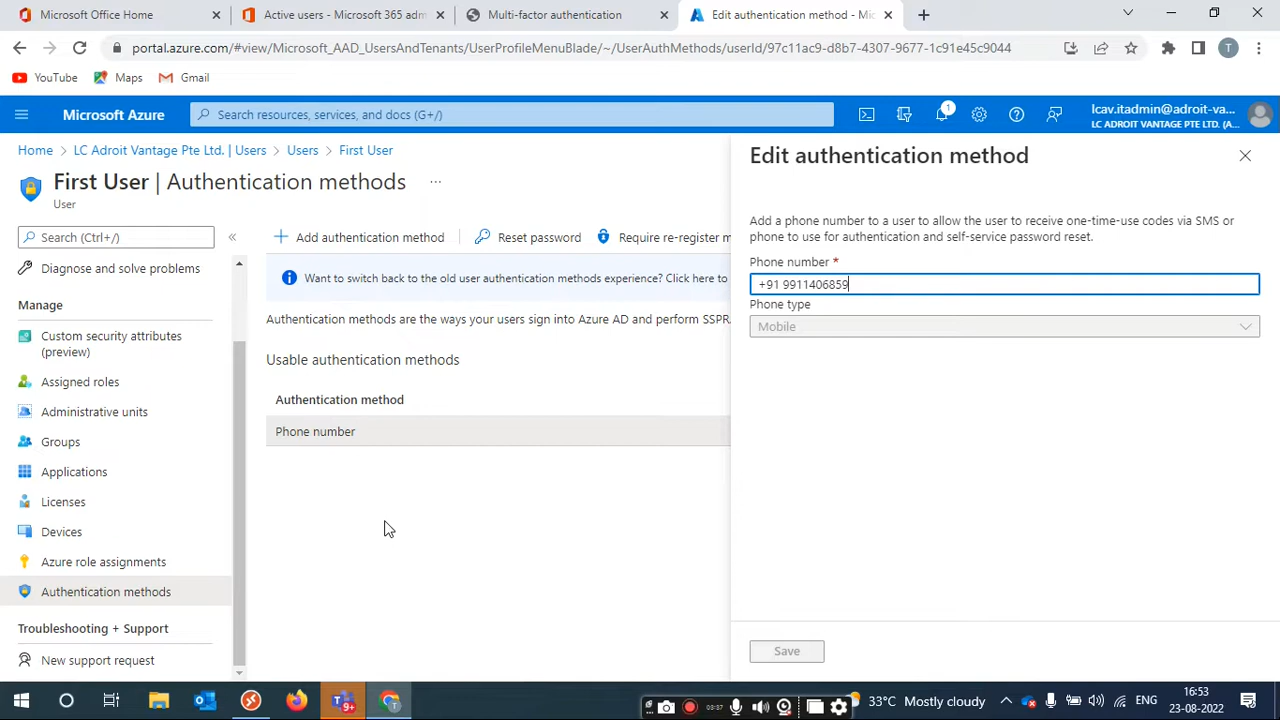 Microsoft Office Home
Active users - Microsoft 365 adm
Multi-factor authentication
Edit authentication method - Mic
portal.azure.com/#view/Microsoft_AAD_UsersAndTenants/UserProfileMenuBlade/~/UserAuthMethods/userId/97c11ac9-d8b7-4307-9677-1c91e45c9044
T
YouTube
Maps
Gmail
Microsoft Azure
Search resources, services, and docs (G+/)
1
lcav.itadmin@adroit-va...
LC ADROIT VANTAGE PTE LTD. (A...
Home > LC Adroit Vantage Pte Ltd. | Users > Users > First User
First User | Authentication methods ...
User
Search (Ctrl+/)
Diagnose and solve problems
Manage
Custom security attributes
(preview)
Assigned roles
Administrative units
Groups
Applications
Licenses
Devices
Azure role assignments
Authentication methods
Troubleshooting + Support
New support request
Add authentication method
Reset password
Require re-register m
Want to switch back to the old user authentication methods experience? Click here to
Authentication methods are the ways your users sign into Azure AD and perform SSPR
Usable authentication methods
Authentication method
Phone number
Edit authentication method
Add a phone number to a user to allow the user to receive one-time-use codes via SMS or
phone to use for authentication and self-service password reset.
Phone number *
+91 9911406859
Phone type
Mobile
Save
9+
T
03:37
33°C Mostly cloudy
ENG
16:53
23-08-2022